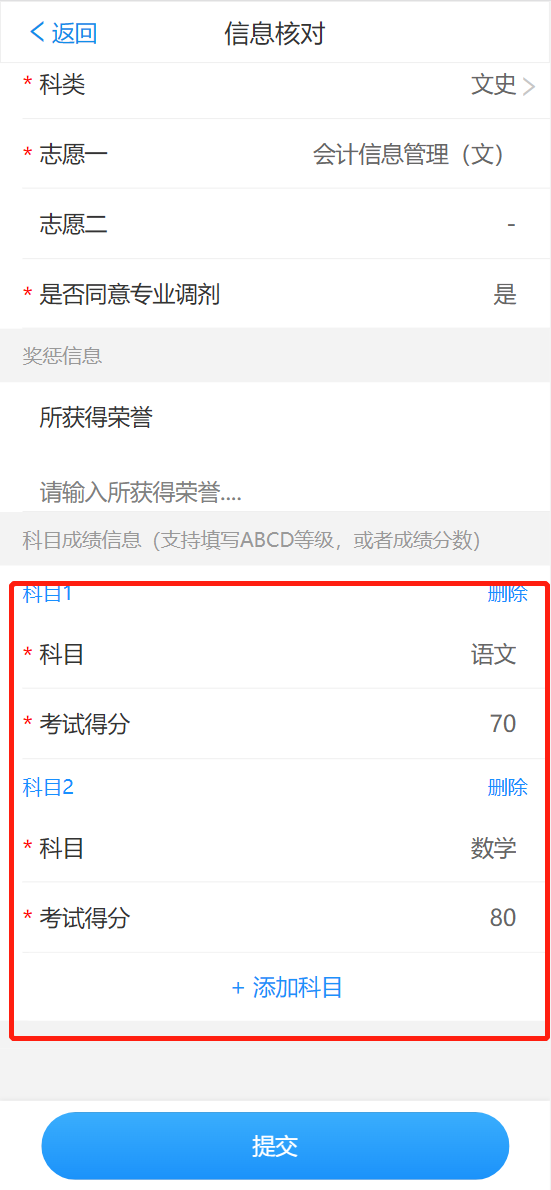 返回 信息核对
* 科类 文史
* 志愿一 会计信息管理（文）
志愿二 -
* 是否同意专业调剂 是
奖惩信息
所获得荣誉
请输入所获得荣誉....
科目成绩信息（支持填写ABCD等级，或者成绩分数）
科目1 删除
* 科目 语文
* 考试得分 70
科目2 删除
* 科目 数学
* 考试得分 80
+ 添加科目
提交